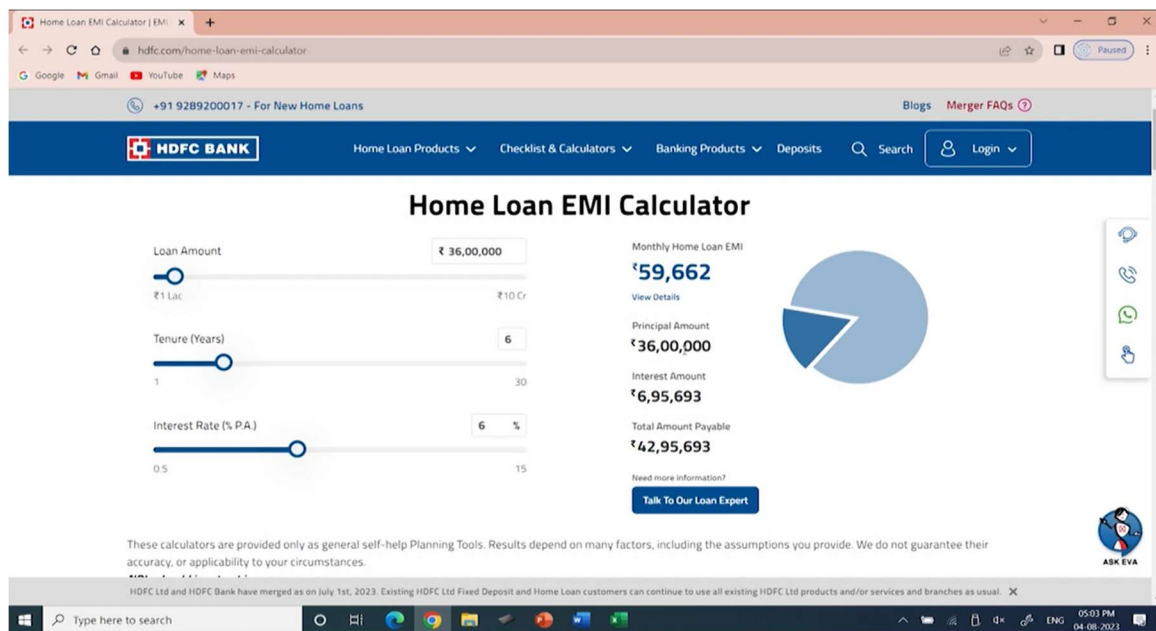 Home Loan EMI Calculator | EMI
hdfc.com/home-loan-emi-calculator
Paused
Google Gmail YouTube Maps
+91 9289200017 - For New Home Loans
Blogs Merger FAQs ?
HDFC BANK
Home Loan Products Checklist & Calculators Banking Products Deposits Search Login
Home Loan EMI Calculator
Loan Amount
₹ 36,00,000
₹1 Lac ₹10 Cr
Tenure (Years)
6
1 30
Interest Rate (% P.A.)
6 %
0.5 15
Monthly Home Loan EMI
₹59,662
View Details
Principal Amount
₹36,00,000
Interest Amount
₹6,95,693
Total Amount Payable
₹42,95,693
Need more information?
Talk To Our Loan Expert
ASK EVA
These calculators are provided only as general self-help Planning Tools. Results depend on many factors, including the assumptions you provide. We do not guarantee their
accuracy, or applicability to your circumstances.
HDFC Ltd and HDFC Bank have merged as on July 1st, 2023. Existing HDFC Ltd Fixed Deposit and Home Loan customers can continue to use all existing HDFC Ltd products and/or services and branches as usual. X
Type here to search
ENG
05:03 PM
04-08-2023